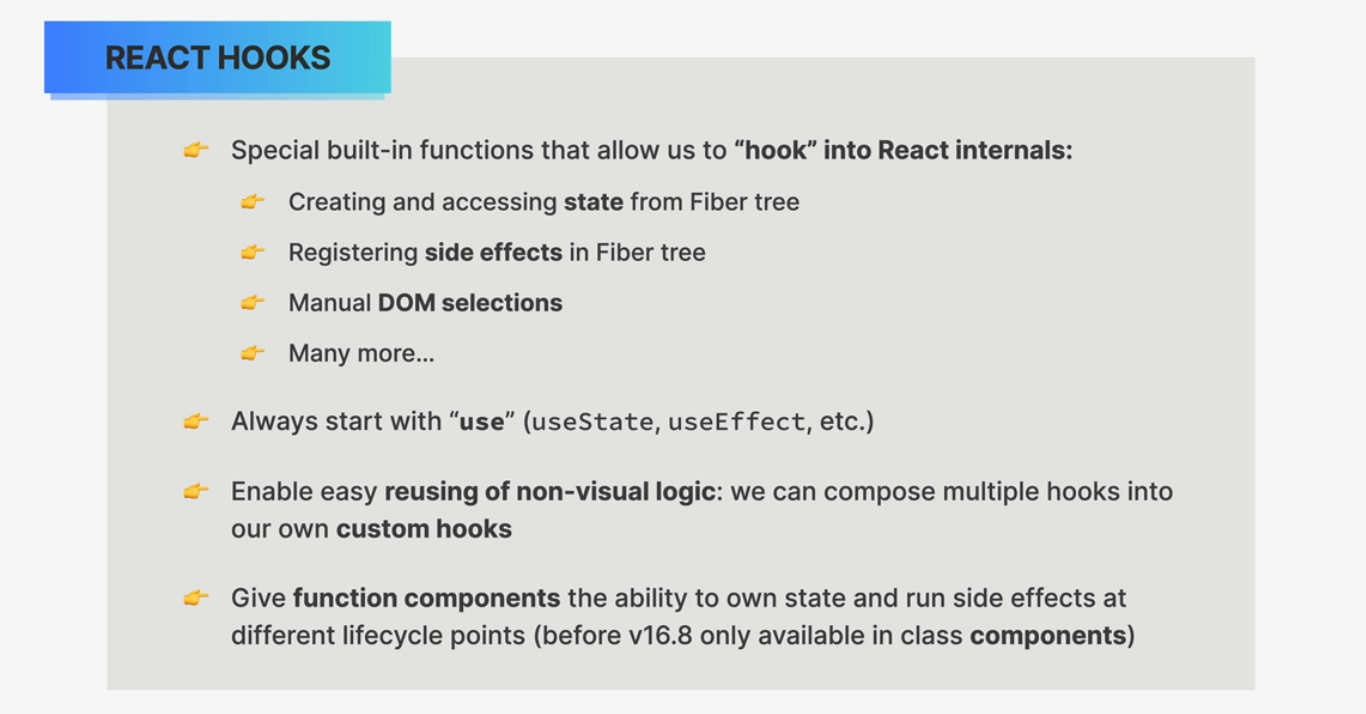 REACT HOOKS
Special built-in functions that allow us to “hook” into React internals:
Creating and accessing state from Fiber tree
Registering side effects in Fiber tree
Manual DOM selections
Many more…
Always start with “use” (useState, useEffect, etc.)
Enable easy reusing of non-visual logic: we can compose multiple hooks into
our own custom hooks
Give function components the ability to own state and run side effects at
different lifecycle points (before v16.8 only available in class components)